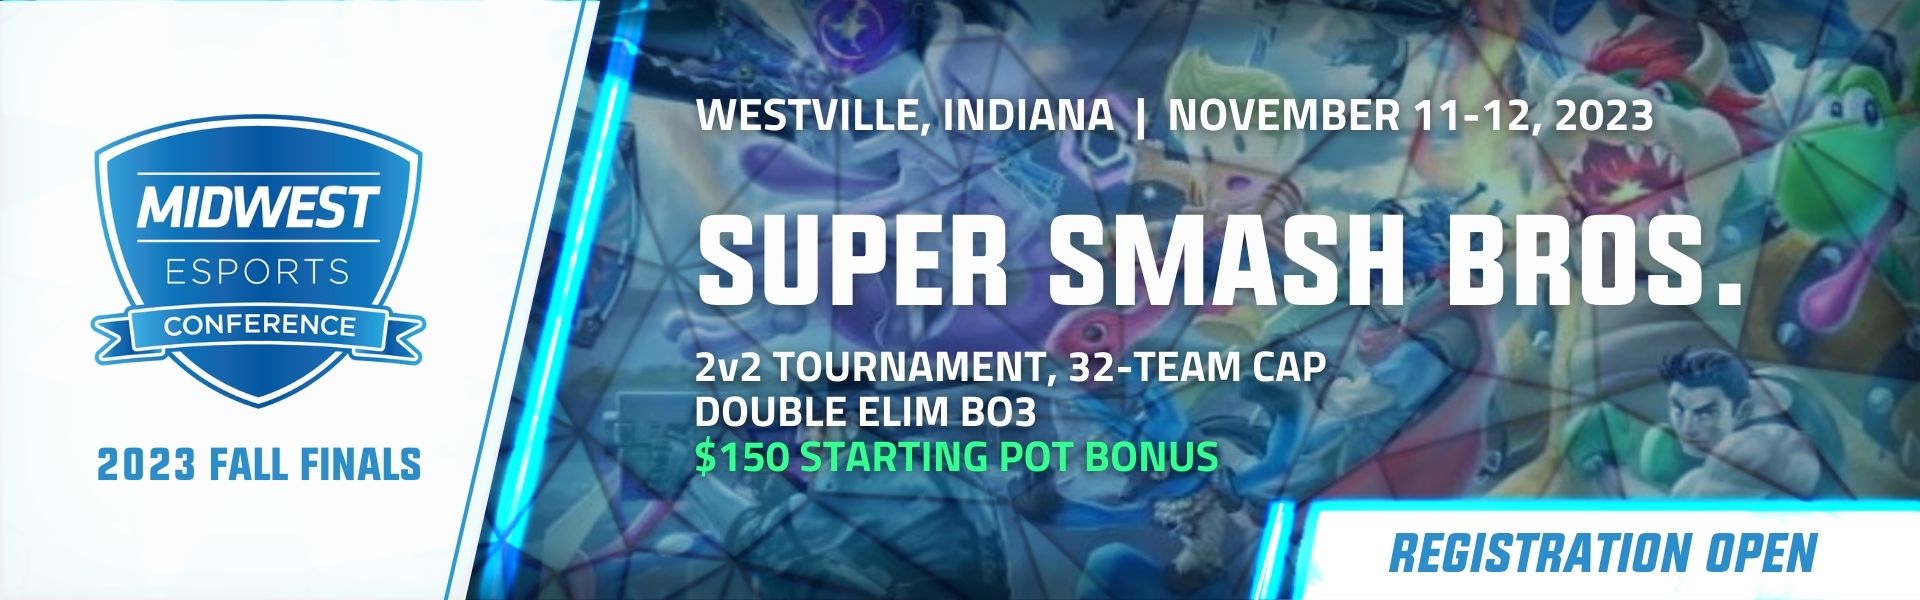 MIDWEST
ESPORTS
CONFERENCE
2023 FALL FINALS
WESTVILLE, INDIANA | NOVEMBER 11-12, 2023
SUPER SMASH BROS.
2v2 TOURNAMENT, 32-TEAM CAP
DOUBLE ELIM BO3
$150 STARTING POT BONUS
REGISTRATION OPEN